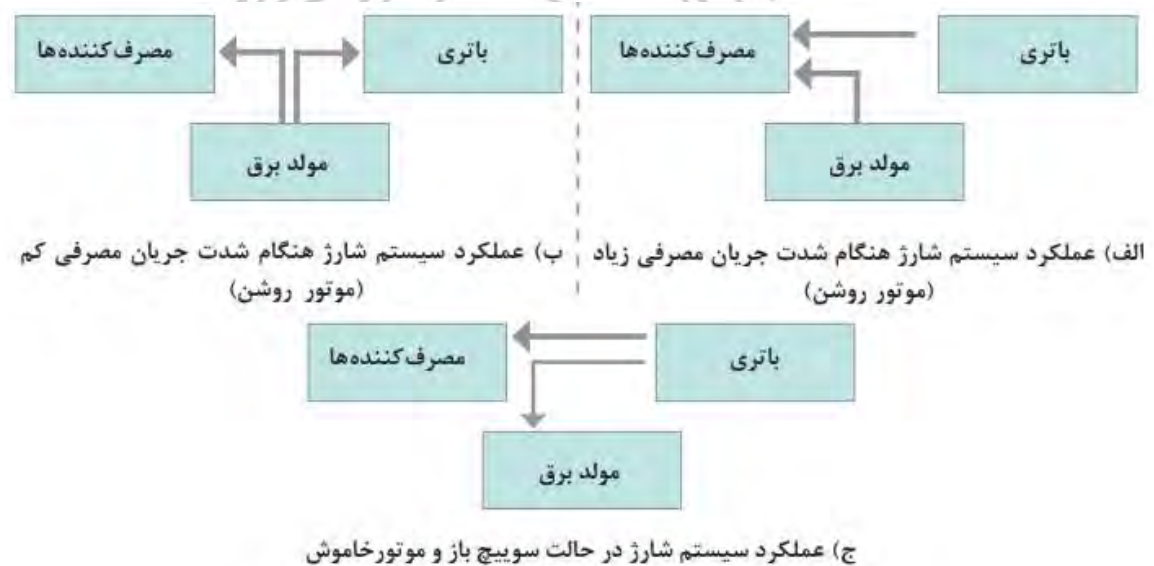 باتری
مصرف‌کننده‌ها
مولد برق
الف) عملکرد سیستم شارژ هنگام شدت جریان مصرفی زیاد
(موتور روشن)
باتری
مصرف‌کننده‌ها
مولد برق
ب) عملکرد سیستم شارژ هنگام شدت جریان مصرفی کم
(موتور روشن)
باتری
مصرف‌کننده‌ها
مولد برق
ج) عملکرد سیستم شارژ در حالت سوییچ باز و موتورخاموش